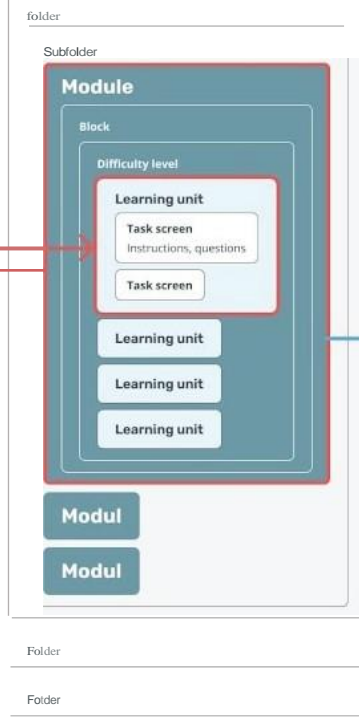 folder
Subfolder
Module
Block
Difficulty level
Learning unit
Task screen
Instructions, questions
Task screen
Learning unit
Learning unit
Learning unit
Modul
Modul
Folder
Fotder